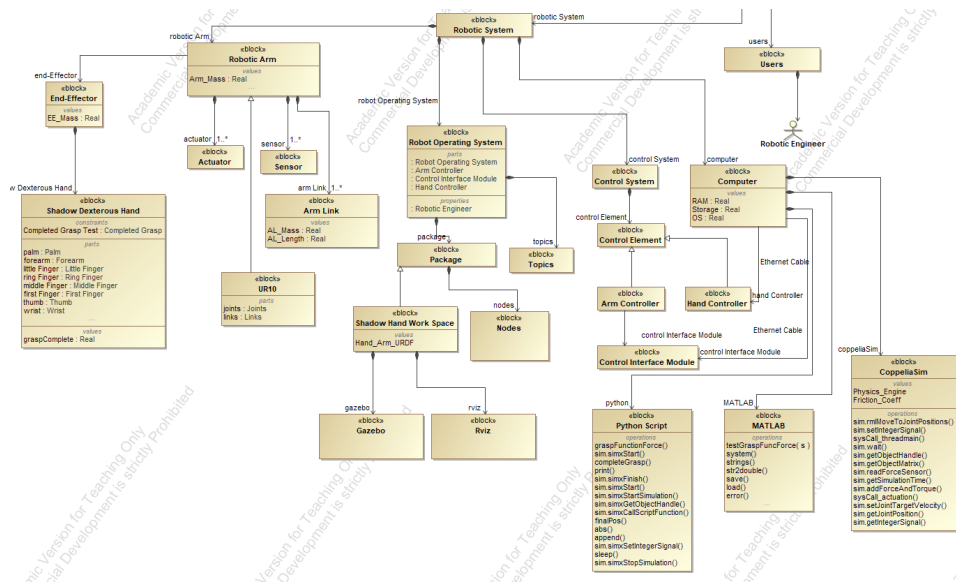 robotic System
«block»
Robotic System
robotic Arm
«block»
Robotic Arm
values
Arm_Mass : Real
users
«block»
Users
Robotic Engineer
end-Effector
«block»
End-Effector
values
EE_Mass : Real
actuator 1..*
«block»
Actuator
sensor 1..*
«block»
Sensor
arm Link 1..*
«block»
Arm Link
values
AL_Mass : Real
AL_Length : Real
w Dexterous Hand
«block»
Shadow Dexterous Hand
constraints
Completed Grasp Test : Completed Grasp
parts
palm : Palm
forearm : Forearm
little Finger : Little Finger
ring Finger : Ring Finger
middle Finger : Middle Finger
first Finger : First Finger
thumb : Thumb
wrist : Wrist
...
values
graspComplete : Real
«block»
UR10
parts
joints : Joints
links : Links
robot Operating System
«block»
Robot Operating System
parts
: Robot Operating System
: Arm Controller
: Control Interface Module
: Hand Controller
properties
: Robotic Engineer
package
«block»
Package
topics
«block»
Topics
nodes
«block»
Nodes
«block»
Shadow Hand Work Space
values
Hand_Arm_URDF
gazebo
«block»
Gazebo
rviz
«block»
Rviz
control System
«block»
Control System
control Element
«block»
Control Element
«block»
Arm Controller
«block»
Hand Controller
hand Controller
control Interface Module
«block»
Control Interface Module
control Interface Module
Ethernet Cable
Ethernet Cable
computer
«block»
Computer
values
RAM : Real
Storage : Real
OS : Real
python
«block»
Python Script
operations
graspFunctionForce()
sim.simxStart()
completeGrasp()
print()
sim.simxFinish()
sim.simxStart()
sim.simxStartSimulation()
sim.simxGetObjectHandle()
sim.simxCallScriptFunction()
finalPos()
abs()
append()
sim.simxSetIntegerSignal()
sleep()
sim.simxStopSimulation()
MATLAB
«block»
MATLAB
operations
testGraspFuncForce( s )
system()
strings()
str2double()
save()
load()
error()
...
coppeliaSim
«block»
CoppeliaSim
values
Physics_Engine
Friction_Coeff
operations
sim.rmlMoveToJointPositions()
sim.setIntegerSignal()
sysCall_threadmain()
sim.wait()
sim.getObjectHandle()
sim.getObjectMatrix()
sim.readForceSensor()
sim.getSimulationTime()
sim.addForceAndTorque()
sysCall_actuation()
sim.setJointTargetVelocity()
sim.getJointPosition()
sim.getIntegerSignal()
Academic Version for Teaching Only
Commercial Development is strictly Prohibited